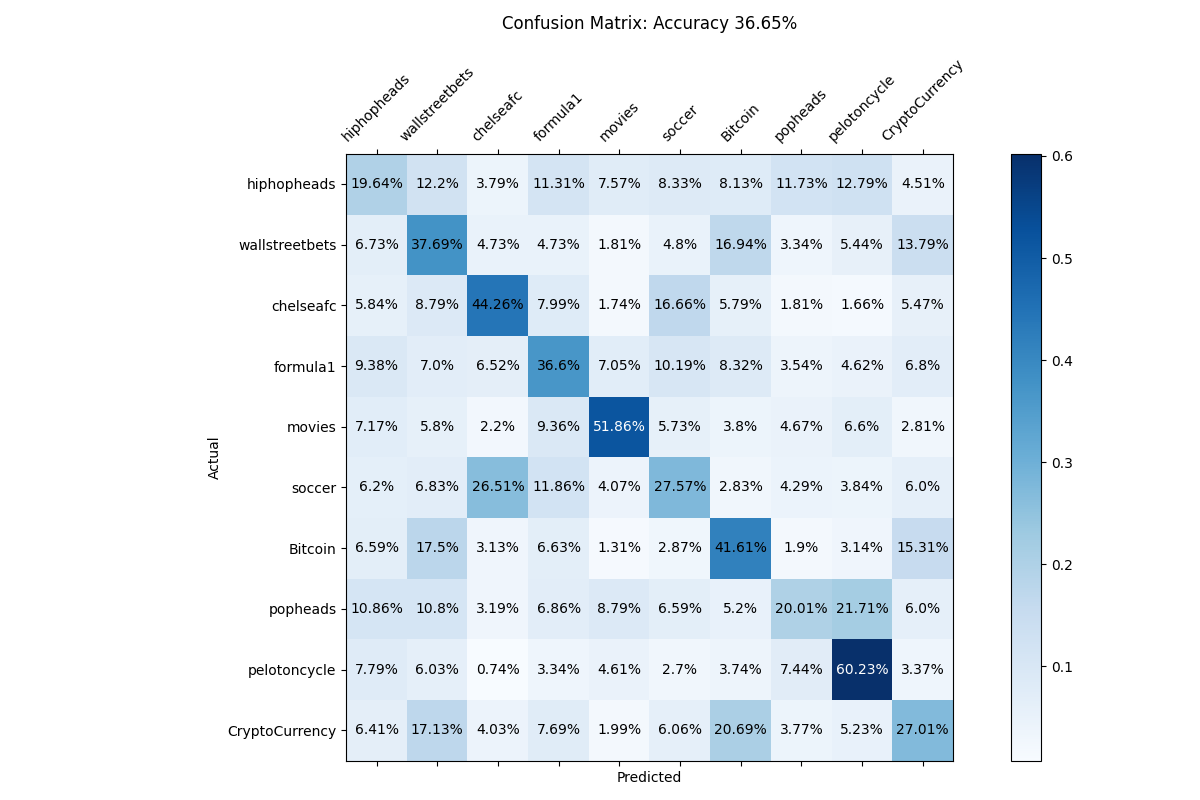 Confusion Matrix: Accuracy 36.65%
hiphopheads wallstreetbets chelseafc formula1 movies soccer Bitcoin popheads pelotoncycle CryptoCurrency
hiphopheads 19.64% 12.2% 3.79% 11.31% 7.57% 8.33% 8.13% 11.73% 12.79% 4.51%
wallstreetbets 6.73% 37.69% 4.73% 4.73% 1.81% 4.8% 16.94% 3.34% 5.44% 13.79%
chelseafc 5.84% 8.79% 44.26% 7.99% 1.74% 16.66% 5.79% 1.81% 1.66% 5.47%
formula1 9.38% 7.0% 6.52% 36.6% 7.05% 10.19% 8.32% 3.54% 4.62% 6.8%
movies 7.17% 5.8% 2.2% 9.36% 51.86% 5.73% 3.8% 4.67% 6.6% 2.81%
soccer 6.2% 6.83% 26.51% 11.86% 4.07% 27.57% 2.83% 4.29% 3.84% 6.0%
Bitcoin 6.59% 17.5% 3.13% 6.63% 1.31% 2.87% 41.61% 1.9% 3.14% 15.31%
popheads 10.86% 10.8% 3.19% 6.86% 8.79% 6.59% 5.2% 20.01% 21.71% 6.0%
pelotoncycle 7.79% 6.03% 0.74% 3.34% 4.61% 2.7% 3.74% 7.44% 60.23% 3.37%
CryptoCurrency 6.41% 17.13% 4.03% 7.69% 1.99% 6.06% 20.69% 3.77% 5.23% 27.01%
Actual
Predicted
0.6
0.5
0.4
0.3
0.2
0.1